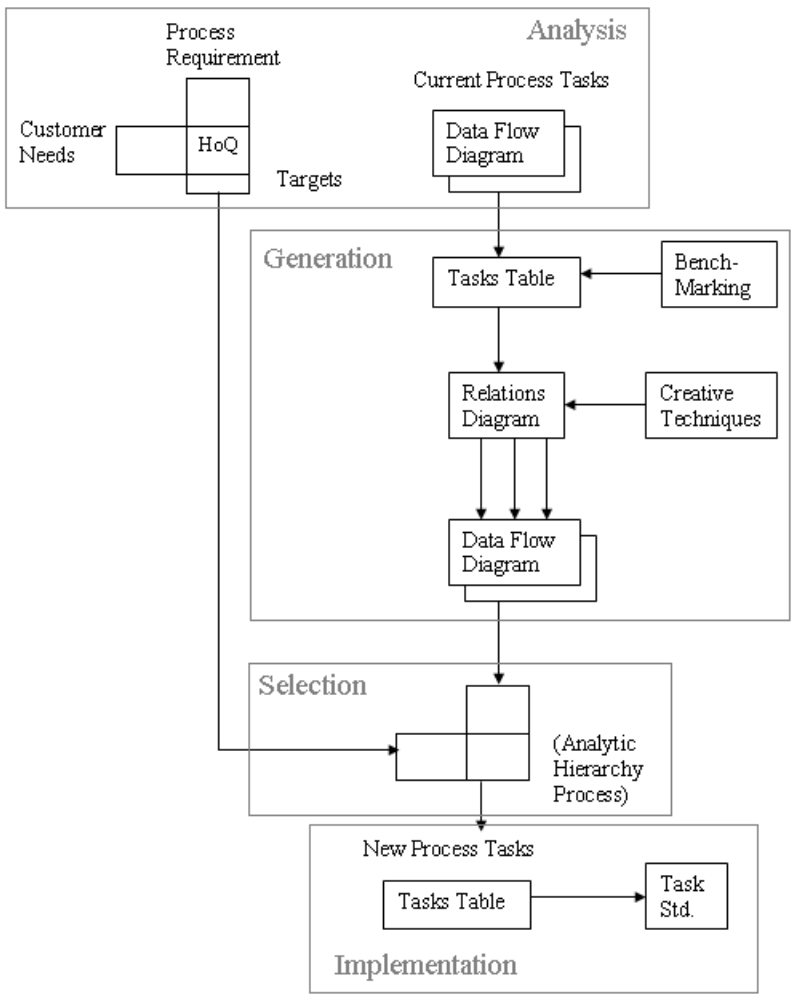 Analysis
Process
Requirement
Current Process Tasks
Customer
Needs
HoQ
Data Flow
Diagram
Targets
Generation
Tasks Table
Bench-
Marking
Relations
Diagram
Creative
Techniques
Data Flow
Diagram
Selection
(Analytic
Hierarchy
Process)
New Process Tasks
Tasks Table
Task
Std.
Implementation